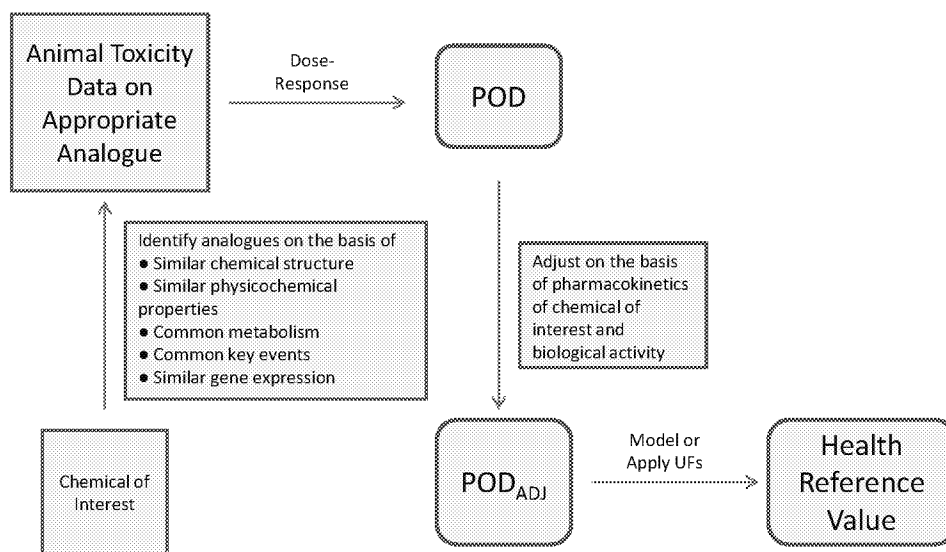 Animal Toxicity
Data on
Appropriate
Analogue
Dose-
Response
POD
Identify analogues on the basis of
● Similar chemical structure
● Similar physicochemical
properties
● Common metabolism
● Common key events
● Similar gene expression
Adjust on the basis
of pharmacokinetics
of chemical of
interest and
biological activity
Chemical of
Interest
POD_ADJ
Model or
Apply UFs
Health
Reference
Value